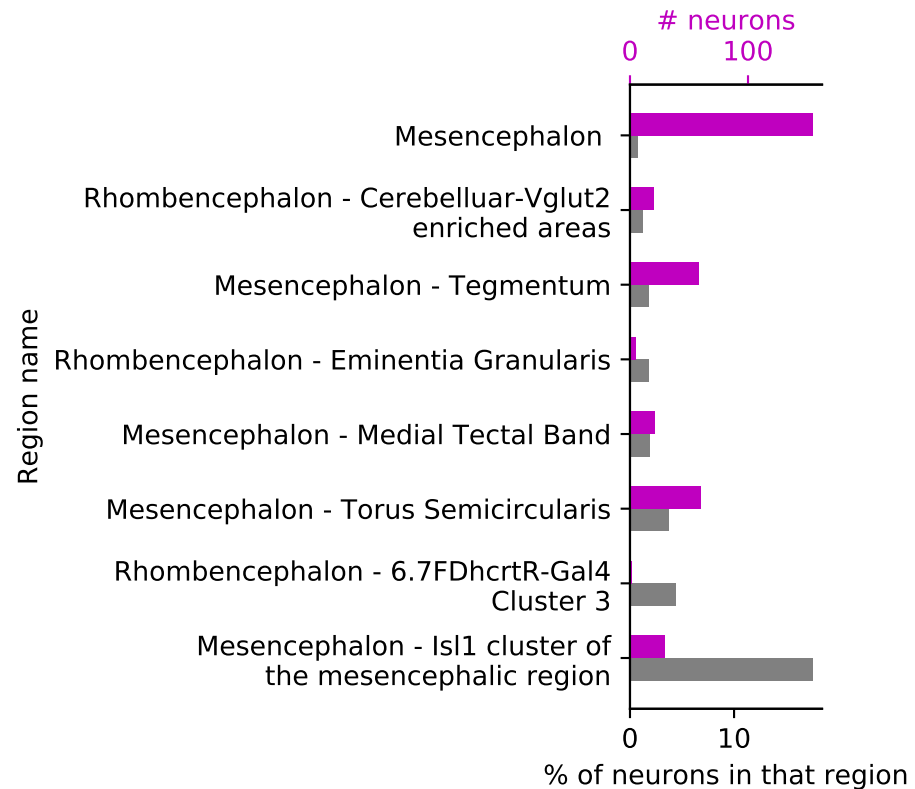 # neurons
0 100
Mesencephalon
Rhombencephalon - Cerebelluar-Vglut2
enriched areas
Mesencephalon - Tegmentum
Rhombencephalon - Eminentia Granularis
Mesencephalon - Medial Tectal Band
Mesencephalon - Torus Semicircularis
Rhombencephalon - 6.7FDhcrtR-Gal4
Cluster 3
Mesencephalon - Isl1 cluster of
the mesencephalic region
Region name
0 10
% of neurons in that region